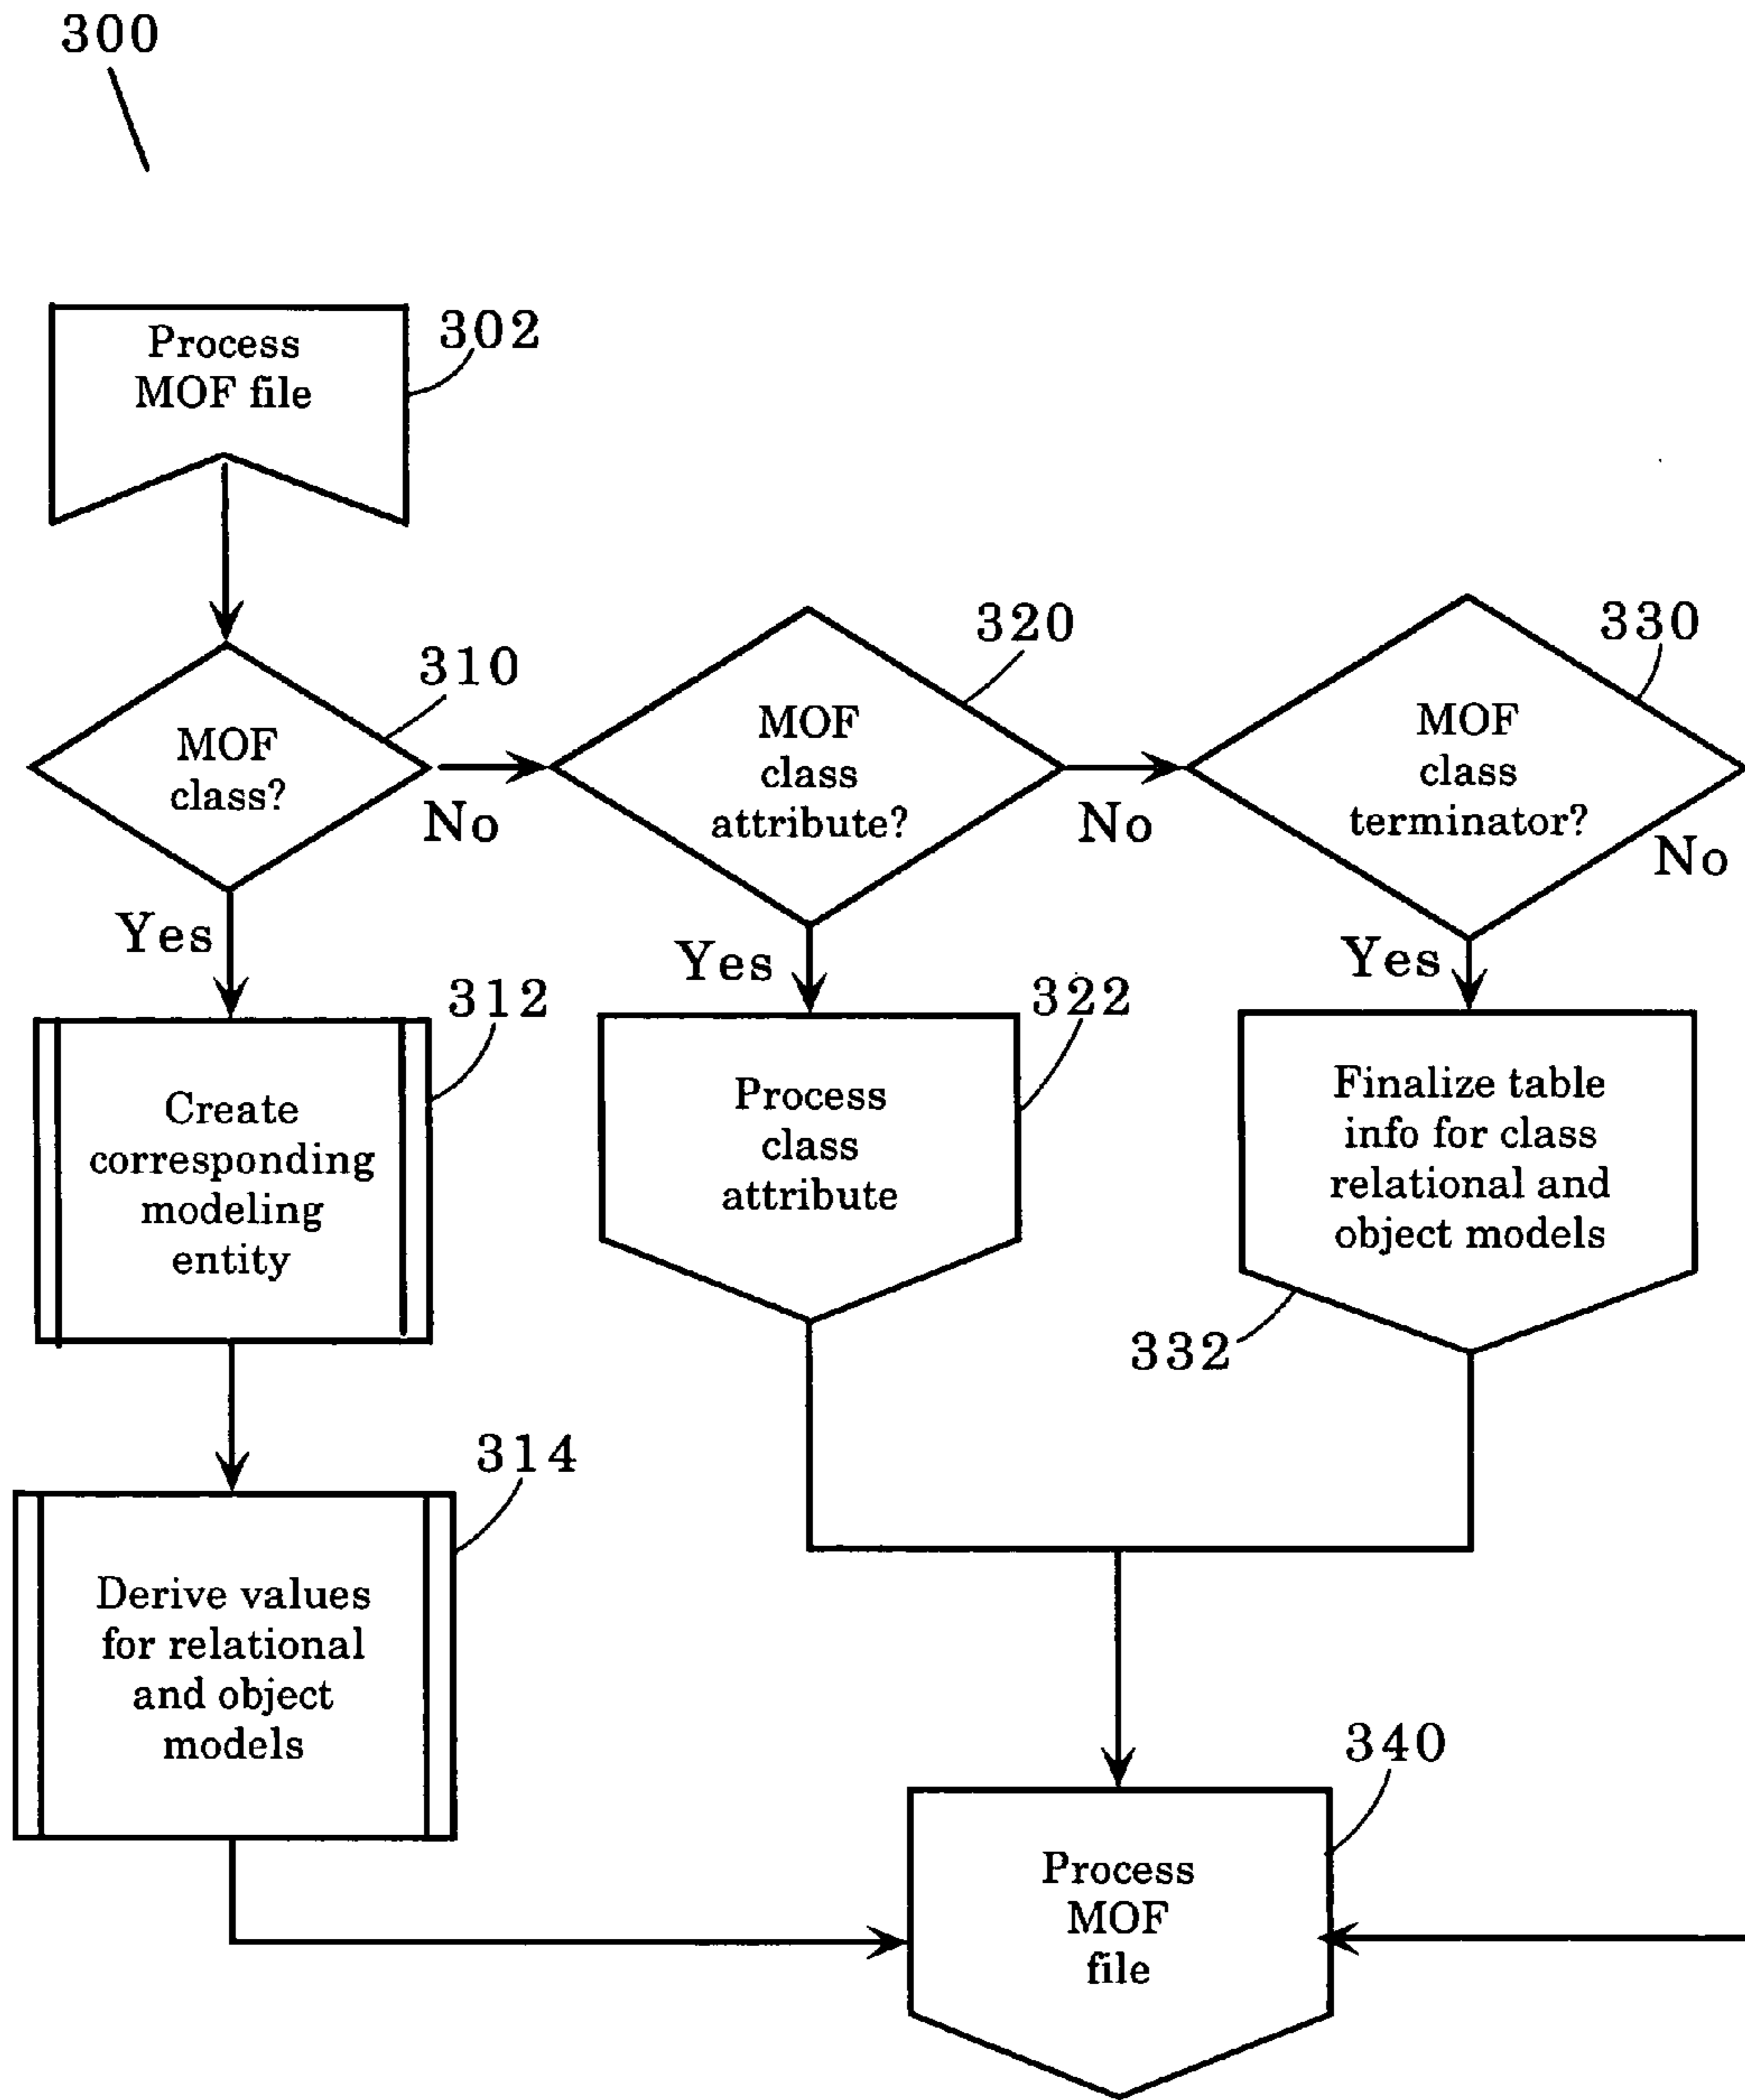 300
Process
MOF file
302
MOF
class?
310
No
MOF
class
attribute?
320
No
MOF
class
terminator?
330
No
Yes
Yes
Yes
Create
corresponding
modeling
entity
312
Process
class
attribute
322
Finalize table
info for class
relational and
object models
332
Derive values
for relational
and object
models
314
Process
MOF
file
340